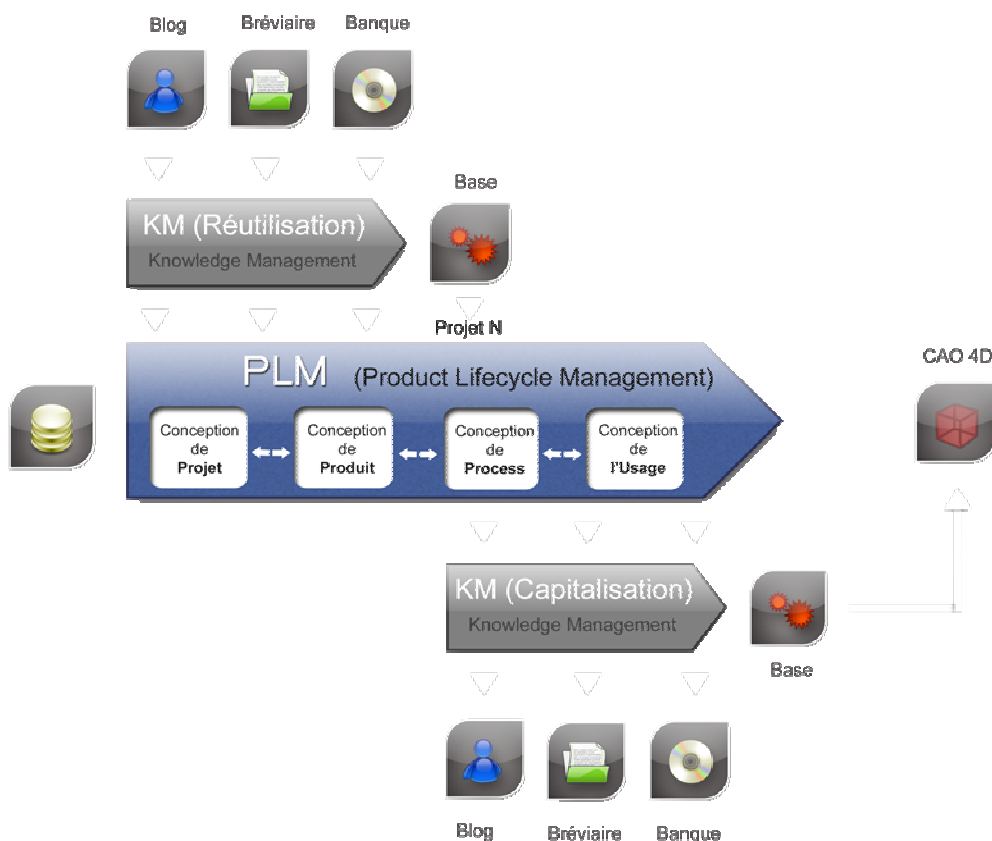 Blog
Bréviaire
Banque
KM (Réutilisation)
Knowledge Management
Base
Projet N
PLM (Product Lifecycle Management)
Conception
de
Projet
Conception
de
Produit
Conception
de
Process
Conception
de
l'Usage
CAO 4D
KM (Capitalisation)
Knowledge Management
Base
Blog
Bréviaire
Banque